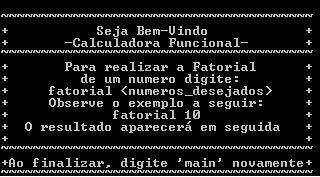 ~~~~~~~~~~~~~~~~~~~~~~~~~~~~~~~~~~~~~~~
+ Seja Bem-Vindo +
+ -Calculadora Funcional- +
~~~~~~~~~~~~~~~~~~~~~~~~~~~~~~~~~~~~~~~
+ Para realizar a Fatorial +
+ de um numero digite: +
+ fatorial <numeros_desejados> +
+ Observe o exemplo a seguir: +
+ fatorial 10 +
+ O resultado aparecerá em seguida +
+ +
~~~~~~~~~~~~~~~~~~~~~~~~~~~~~~~~~~~~~~~
+Ao finalizar, digite 'main' novamente+
~~~~~~~~~~~~~~~~~~~~~~~~~~~~~~~~~~~~~~~